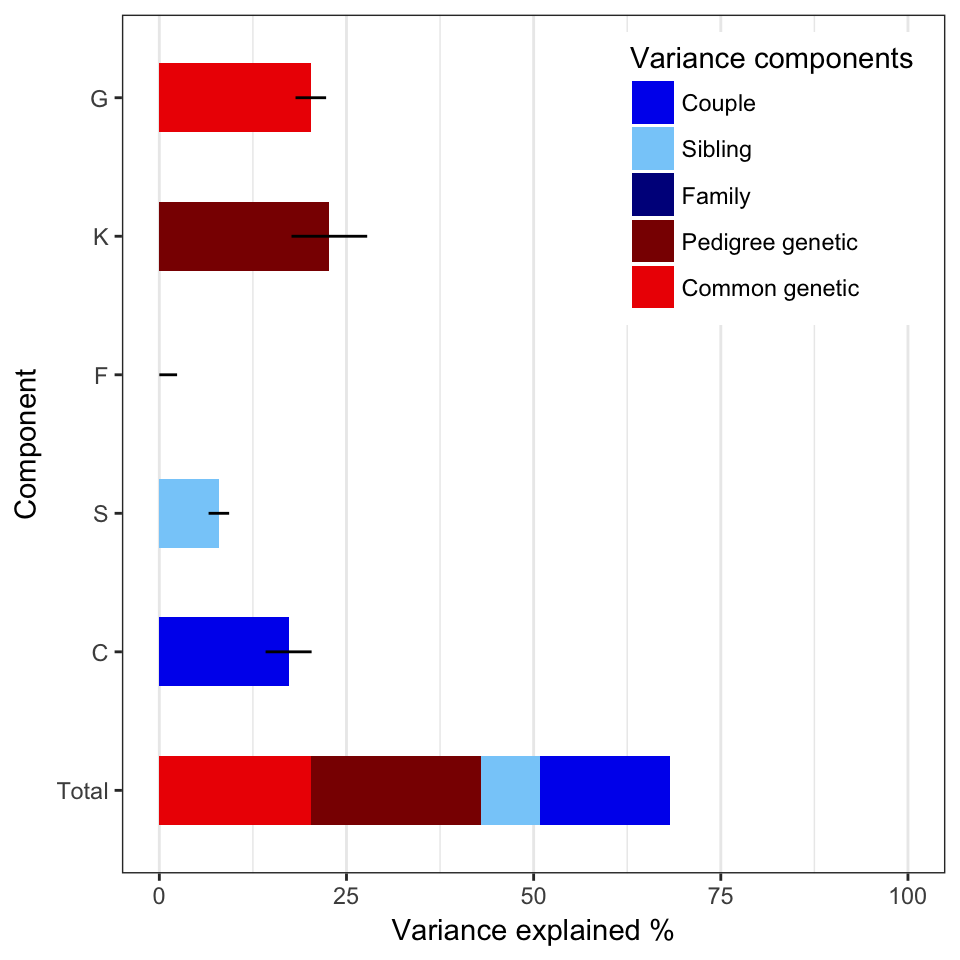 Variance components
Couple
Sibling
Family
Pedigree genetic
Common genetic
Component
G
K
F
S
C
Total
0 25 50 75 100
Variance explained %